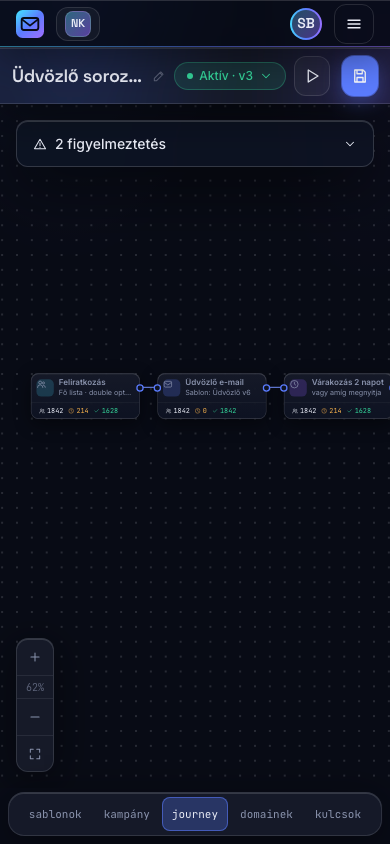 NK
SB
Üdvözlő soroz...
Aktív · v3
2 figyelmeztetés
Feliratkozás
Fő lista · double opt...
1842 214 1628
Üdvözlő e-mail
Sablon: Üdvözlő v6
1842 0 1842
Várakozás 2 napot
vagy amíg megnyitja
1842 214 1628
62%
sablonok kampány journey domainek kulcsok